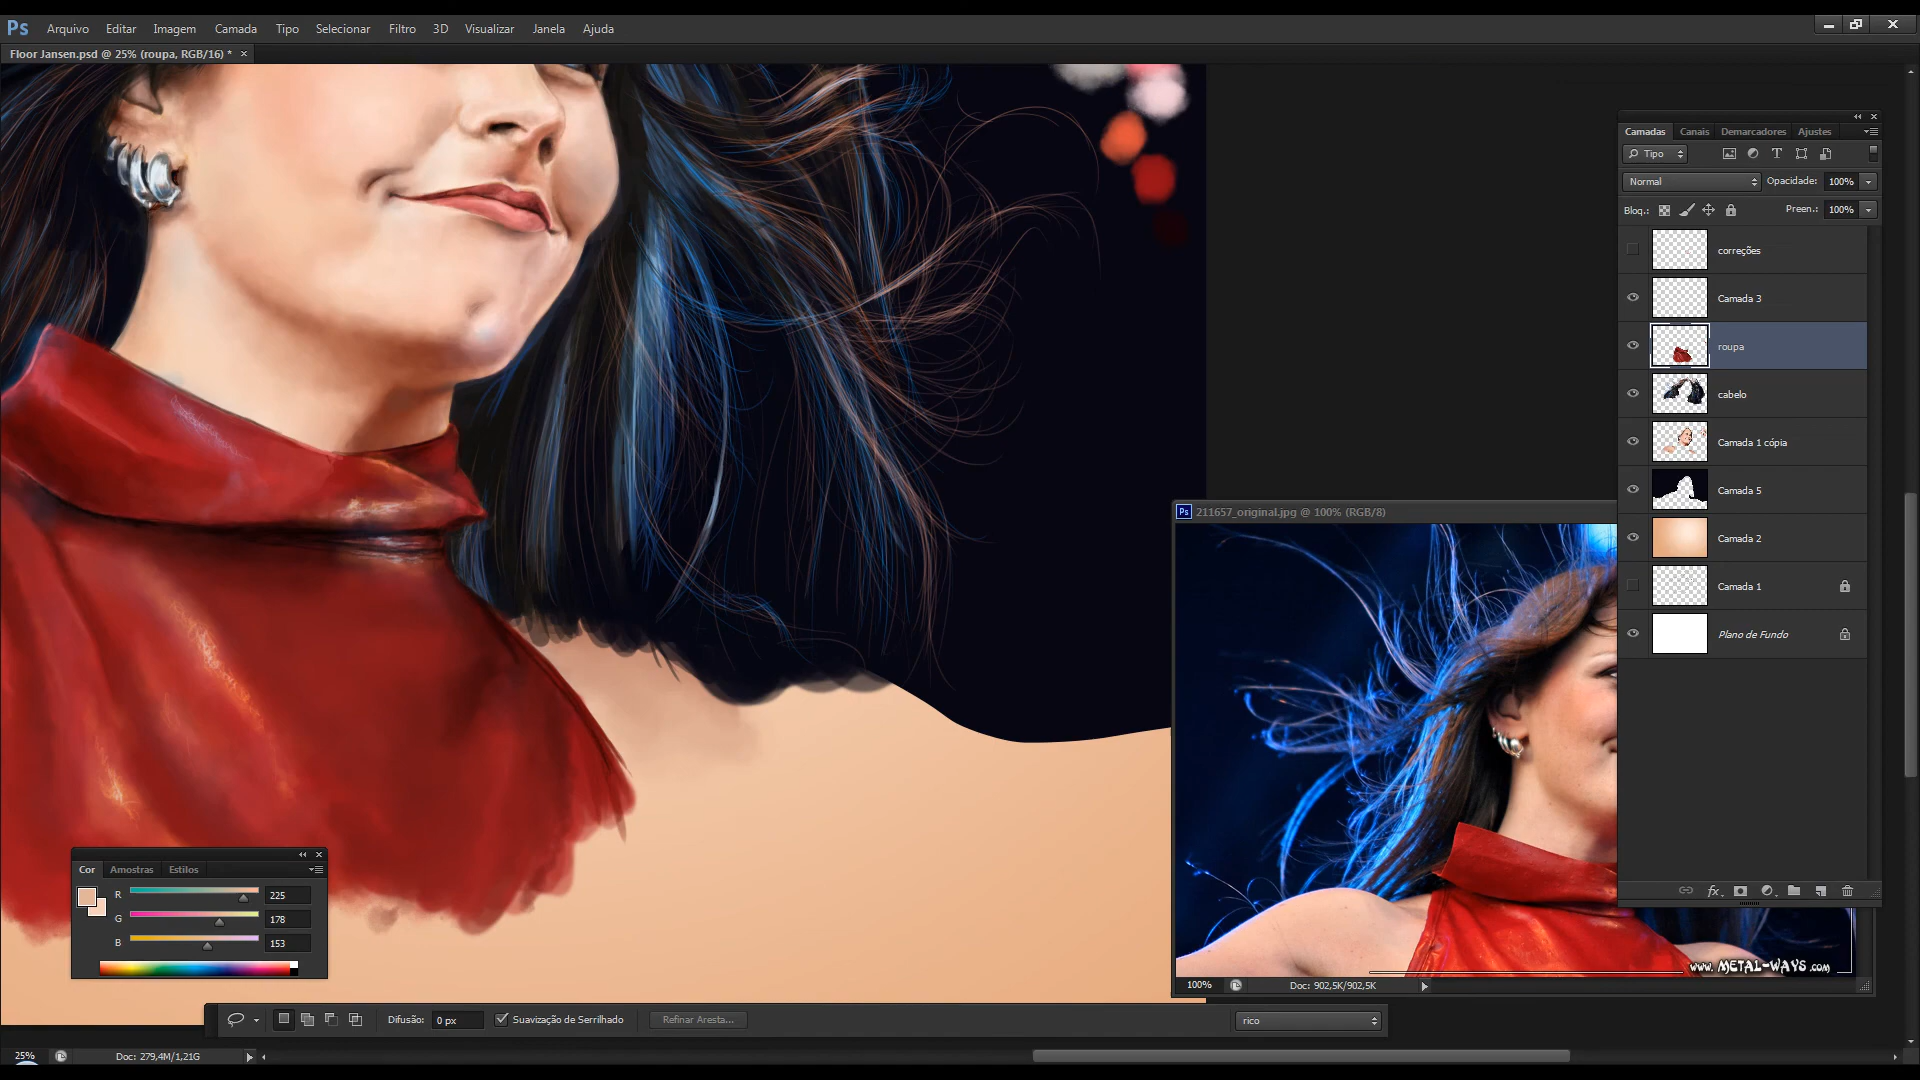 Ps Arquivo Editar Imagem Camada Tipo Selecionar Filtro 3D Visualizar Janela Ajuda
Floor Jansen.psd @ 25% (roupa, RGB/16) * ×
Camadas Canais Demarcadores Ajustes
Tipo
Normal Opacidade: 100%
Bloq.: Preen.: 100%
correções
Camada 3
roupa
cabelo
Camada 1 cópia
Camada 5
Camada 2
Camada 1
Plano de Fundo
fx
Ps 211657_original.jpg @ 100% (RGB/8)
www. METAL-WAYS .com
100% Doc: 902,5K/902,5K
Cor Amostras Estilos
R 225
G 178
B 153
Difusão: 0 px Suavização de Serrilhado Refinar Aresta... rico
25% Doc: 279,4M/1,21G